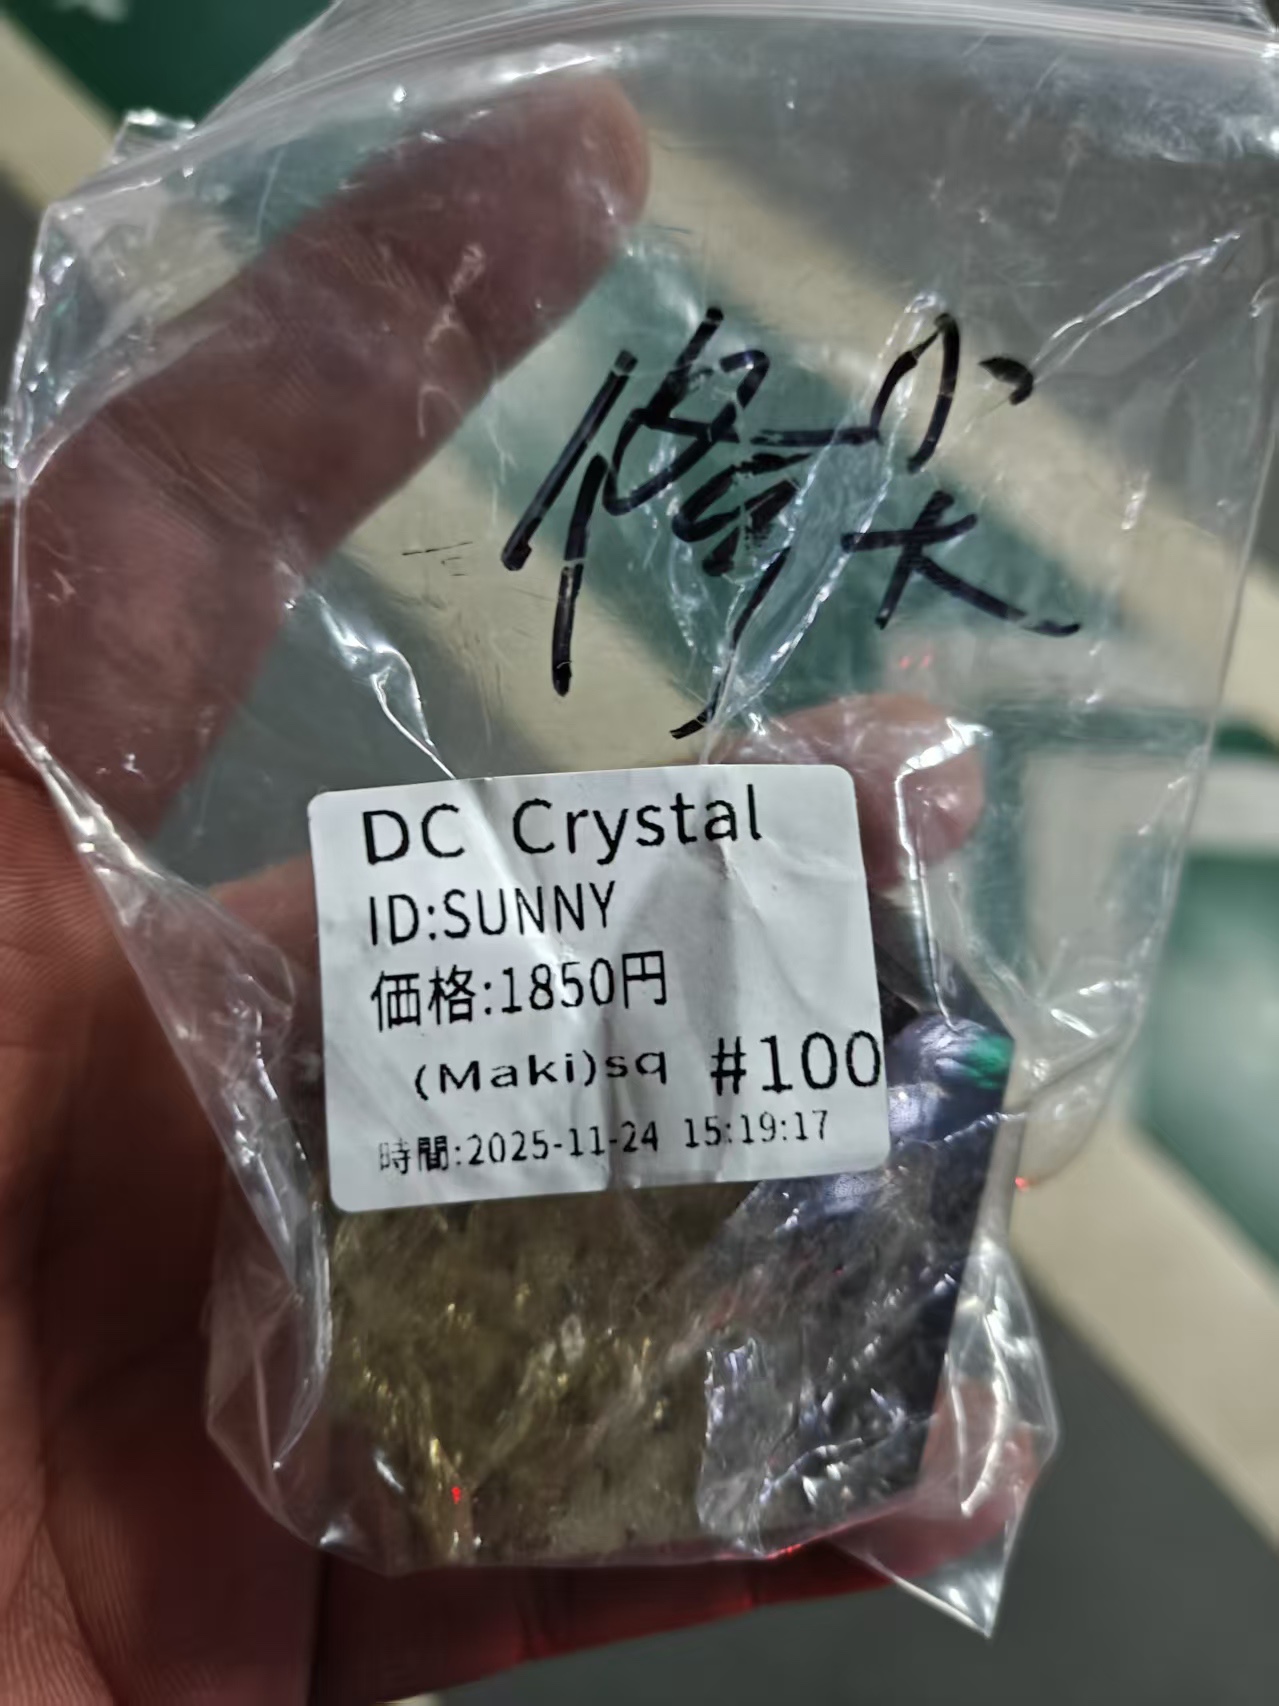 DC Crystal
ID:SUNNY
価格:1850円
(Maki)sq #100
時間:2025-11-24 15:19:17